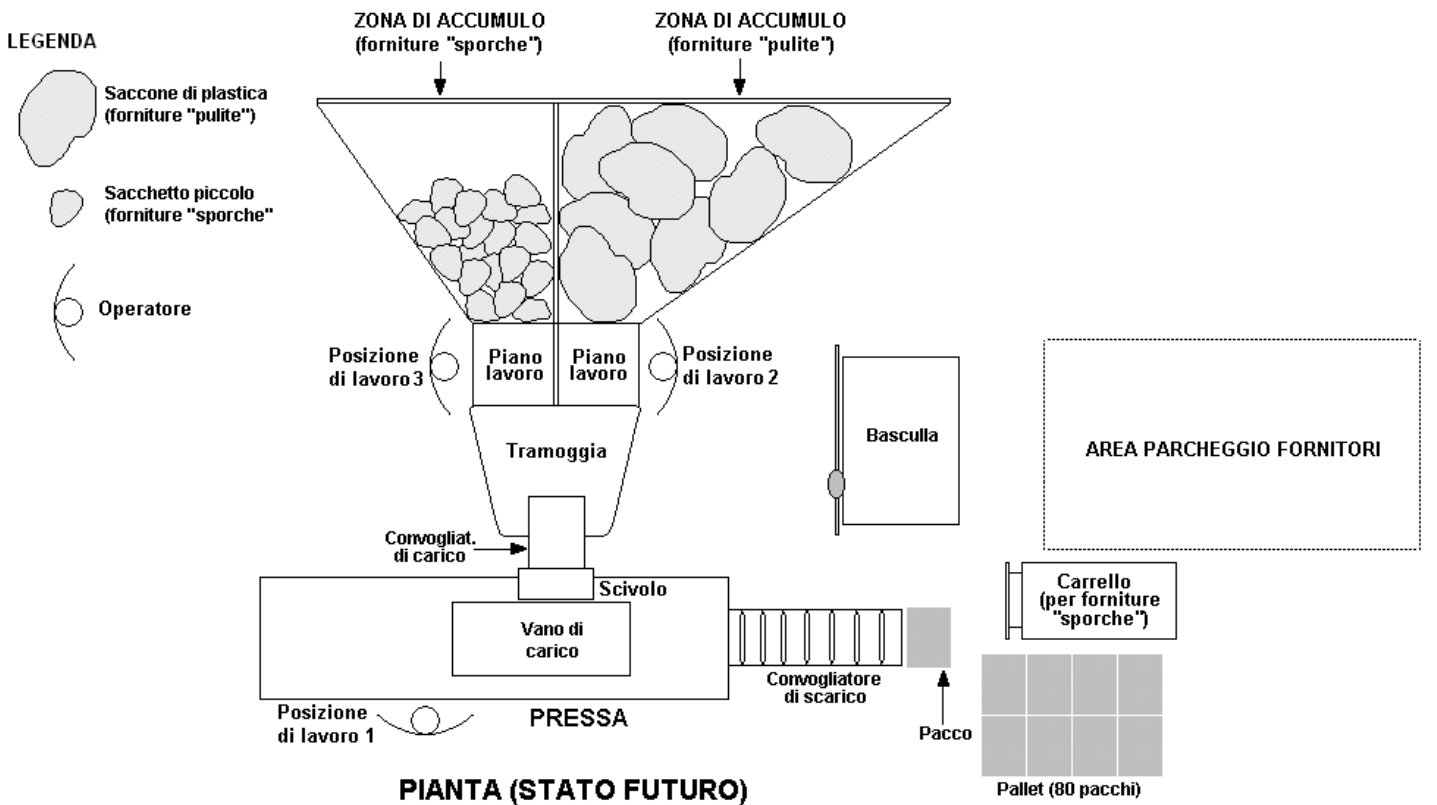 LEGENDA
Saccone di plastica
(forniture "pulite")
Sacchetto piccolo
(forniture "sporche"
Operatore
ZONA DI ACCUMULO
(forniture "sporche")
ZONA DI ACCUMULO
(forniture "pulite")
Posizione
di lavoro 3
Piano
lavoro
Piano
lavoro
Posizione
di lavoro 2
Tramoggia
Basculla
AREA PARCHEGGIO FORNITORI
Convogliat.
di carico
Scivolo
Carrello
(per forniture
"sporche")
Vano di
carico
Convogliatore
di scarico
Posizione
di lavoro 1
PRESSA
Pacco
Pallet (80 pacchi)
PIANTA (STATO FUTURO)